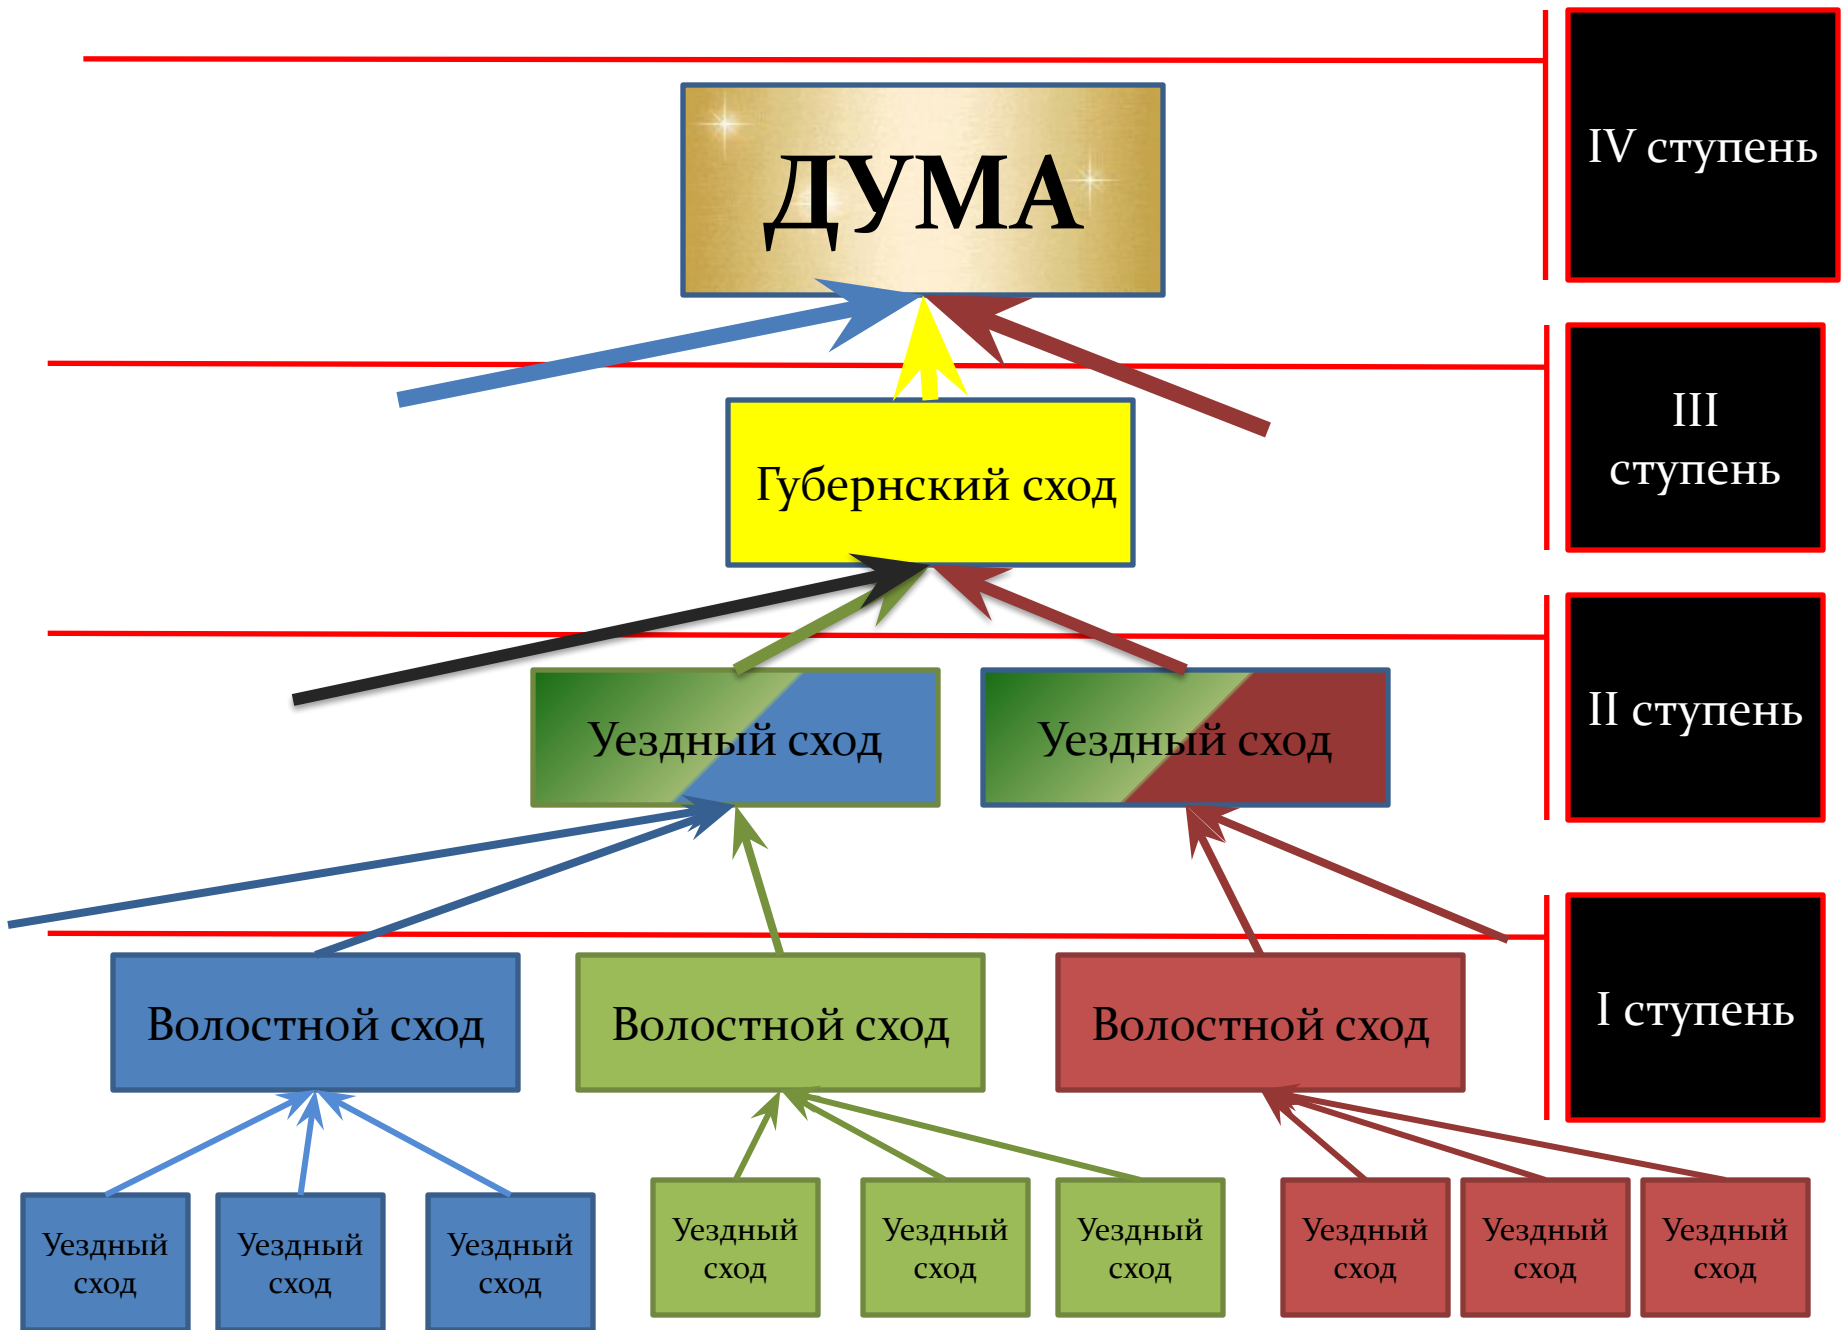 ДУМА
IV ступень
Губернский сход
III
ступень
Уездный сход
Уездный сход
II ступень
Волостной сход
Волостной сход
Волостной сход
I ступень
Уездный
сход
Уездный
сход
Уездный
сход
Уездный
сход
Уездный
сход
Уездный
сход
Уездный
сход
Уездный
сход
Уездный
сход